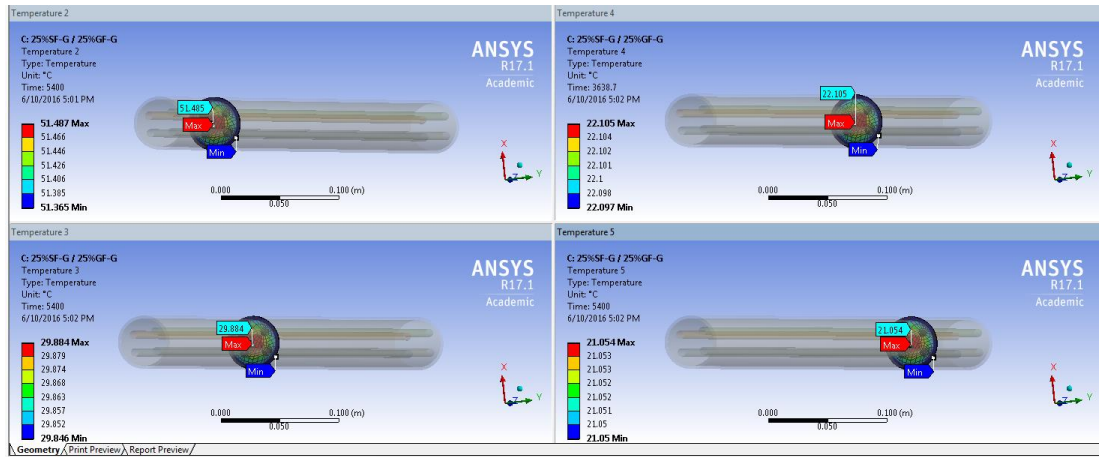 Temperature 2
C: 25%SF-G / 25%GF-G
Temperature 2
Type: Temperature
Unit: °C
Time: 5400
6/10/2016 5:01 PM
51.487 Max
51.466
51.446
51.426
51.406
51.385
51.365 Min
51.485
Max
Min
ANSYS
R17.1
Academic
X
Z
Y
0.000
0.100 (m)
0.050
Temperature 4
C: 25%SF-G / 25%GF-G
Temperature 4
Type: Temperature
Unit: °C
Time: 3638.7
6/10/2016 5:02 PM
22.105 Max
22.104
22.102
22.101
22.1
22.098
22.097 Min
22.105
Max
Min
ANSYS
R17.1
Academic
X
Z
Y
0.000
0.100 (m)
0.050
Temperature 3
C: 25%SF-G / 25%GF-G
Temperature 3
Type: Temperature
Unit: °C
Time: 5400
6/10/2016 5:02 PM
29.884 Max
29.879
29.874
29.868
29.863
29.857
29.852
29.846 Min
29.884
Max
Min
ANSYS
R17.1
Academic
X
Z
Y
0.000
0.100 (m)
0.050
Temperature 5
C: 25%SF-G / 25%GF-G
Temperature 5
Type: Temperature
Unit: °C
Time: 5400
6/10/2016 5:02 PM
21.054 Max
21.053
21.053
21.052
21.052
21.051
21.05
21.05 Min
21.054
Max
Min
ANSYS
R17.1
Academic
X
Z
Y
0.000
0.100 (m)
0.050
Geometry / Print Preview / Report Preview